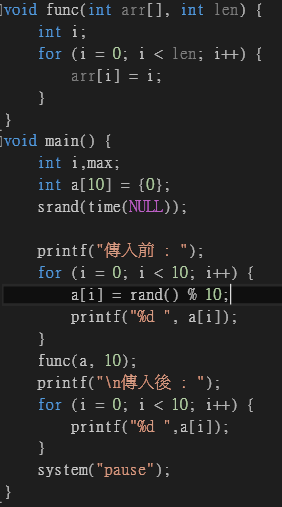 void func(int arr[], int len) {
    int i;
    for (i = 0; i < len; i++) {
        arr[i] = i;
    }
}
void main() {
    int i,max;
    int a[10] = {0};
    srand(time(NULL));

    printf("傳入前 : ");
    for (i = 0; i < 10; i++) {
        a[i] = rand() % 10;
        printf("%d ", a[i]);
    }
    func(a, 10);
    printf("\n傳入後 : ");
    for (i = 0; i < 10; i++) {
        printf("%d ",a[i]);
    }
    system("pause");
}